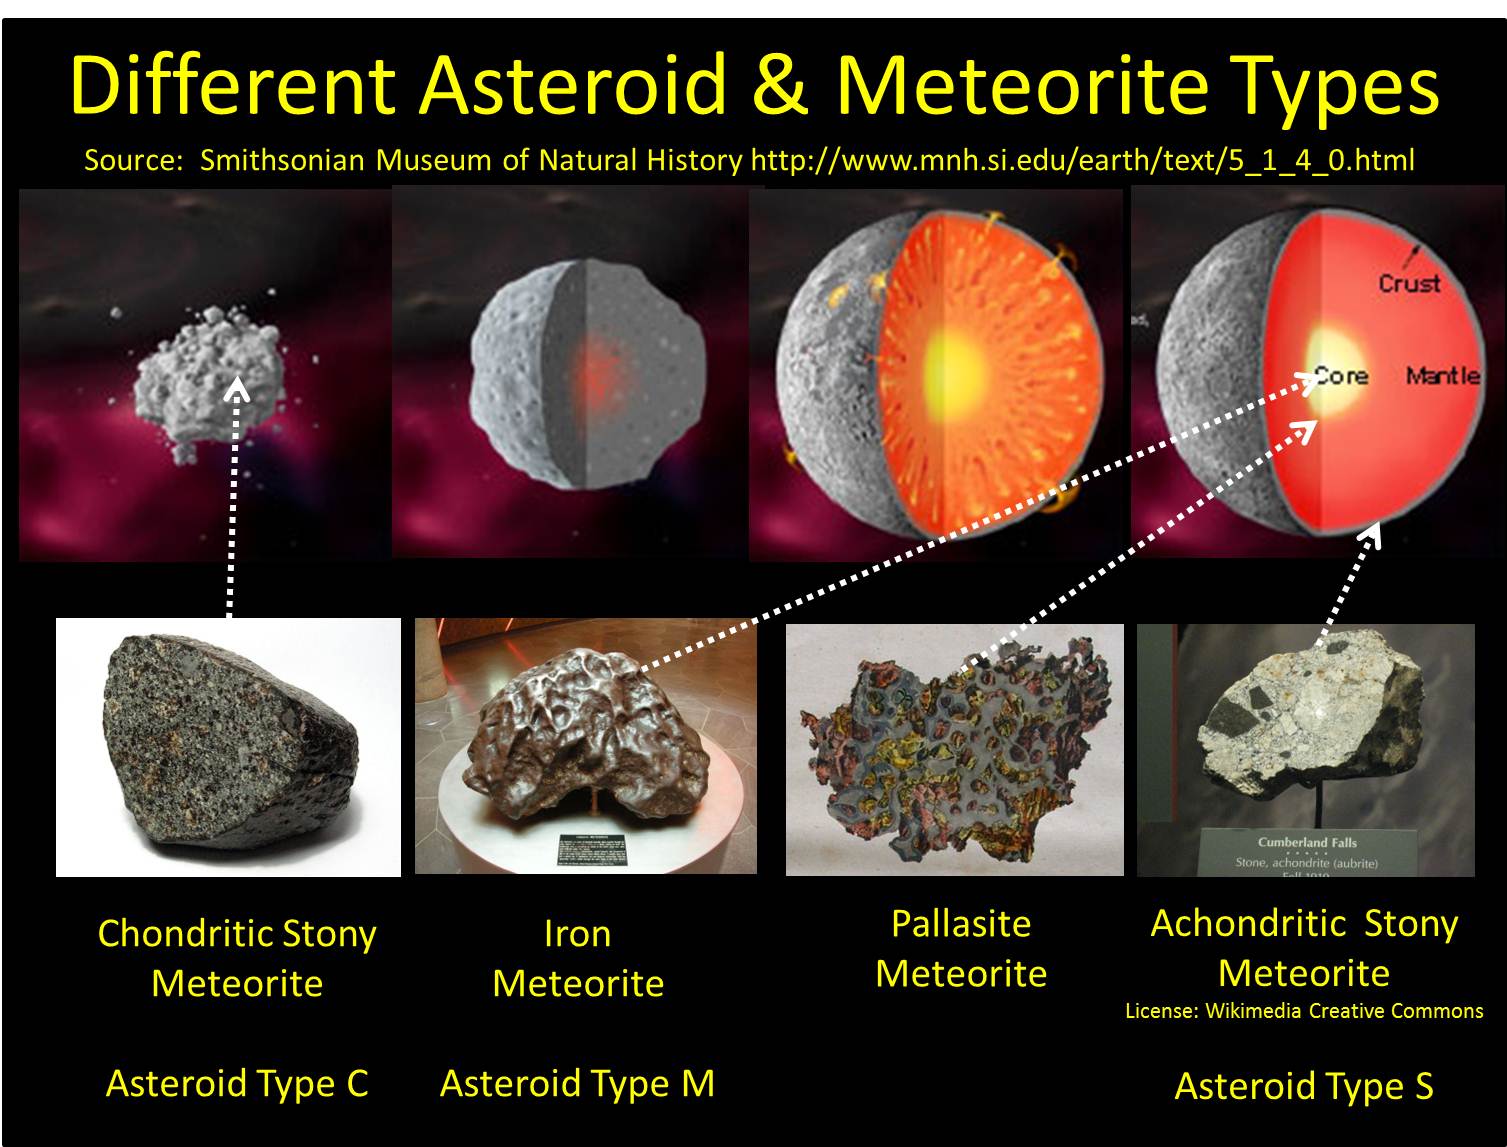 Different Asteroid & Meteorite Types
Source: Smithsonian Museum of Natural History http://www.mnh.si.edu/earth/text/5_1_4_0.html
Crust
Core
Mantle
Cumberland Falls
Stone, achondrite (aubrite)
Fell 1919
Chondritic Stony
Meteorite
Iron
Meteorite
Pallasite
Meteorite
Achondritic Stony
Meteorite
License: Wikimedia Creative Commons
Asteroid Type C
Asteroid Type M
Asteroid Type S